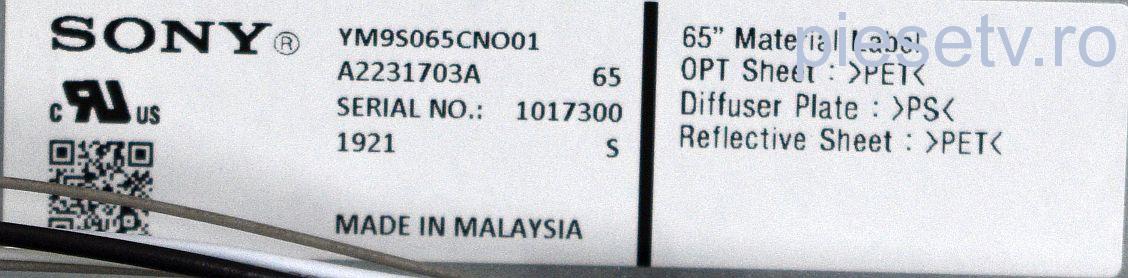 SONY®
c RU US
YM9S065CNO01
A2231703A 65
SERIAL NO.: 1017300
1921 S
MADE IN MALAYSIA
65" Material Label
OPT Sheet : >PET<
Diffuser Plate : >PS<
Reflective Sheet : >PET<
piesetv.ro